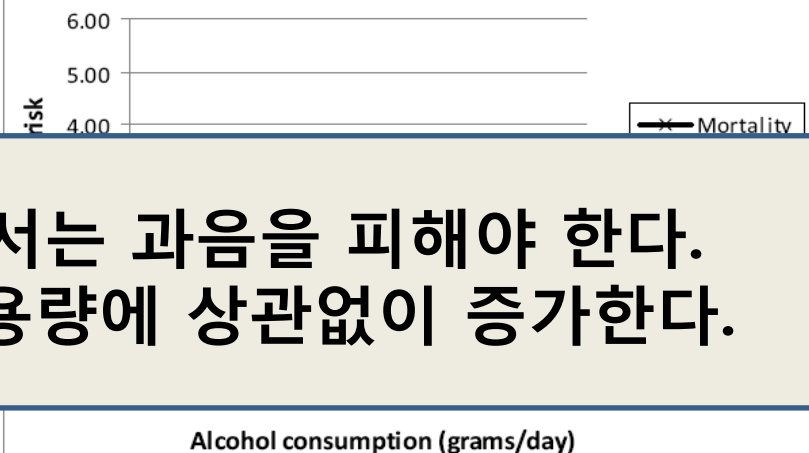 6.00
5.00
4.00
risk
Mortality
서는 과음을 피해야 한다.
용량에 상관없이 증가한다.
Alcohol consumption (grams/day)